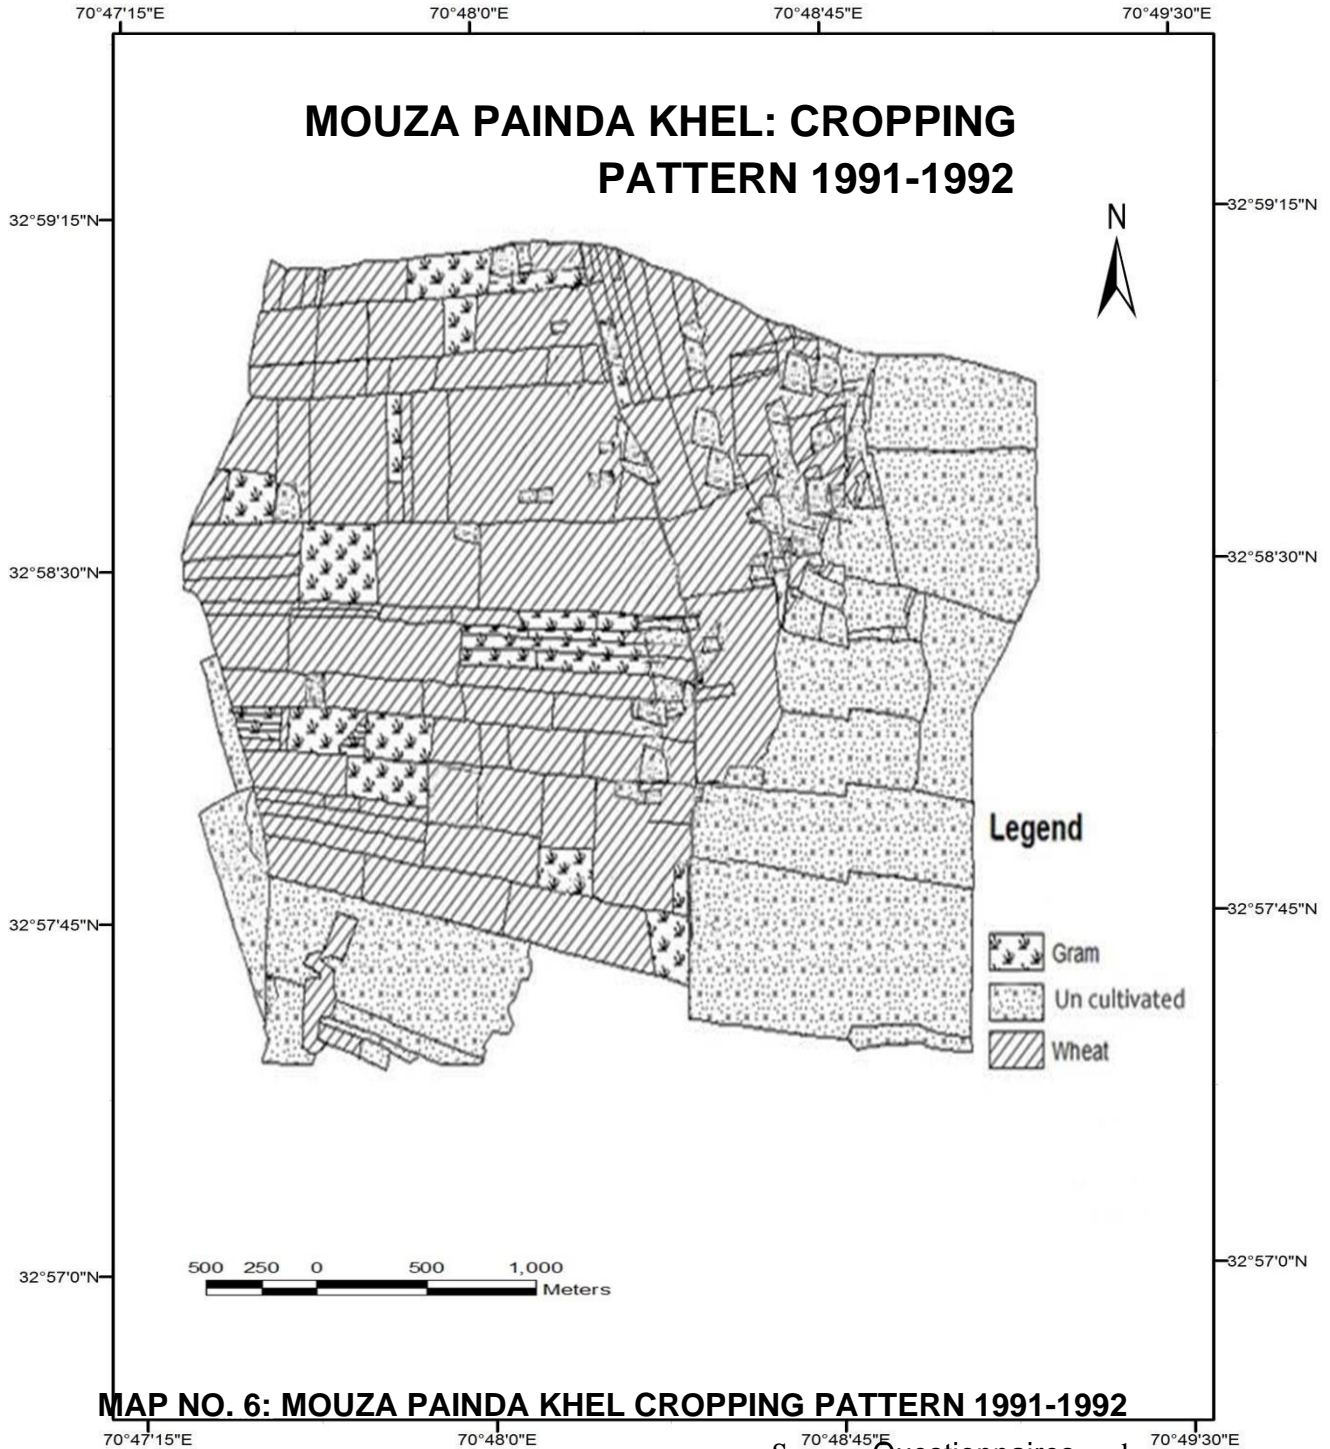 70°47'15"E 70°48'0"E 70°48'45"E 70°49'30"E
MOUZA PAINDA KHEL: CROPPING
PATTERN 1991-1992
N
32°59'15"N 32°59'15"N
32°58'30"N 32°58'30"N
Legend
32°57'45"N 32°57'45"N
Gram
Un cultivated
Wheat
32°57'0"N 32°57'0"N
500 250 0 500 1,000
Meters
MAP NO. 6: MOUZA PAINDA KHEL CROPPING PATTERN 1991-1992
70°47'15"E 70°48'0"E 70°48'45"E 70°49'30"E
Questionnaires